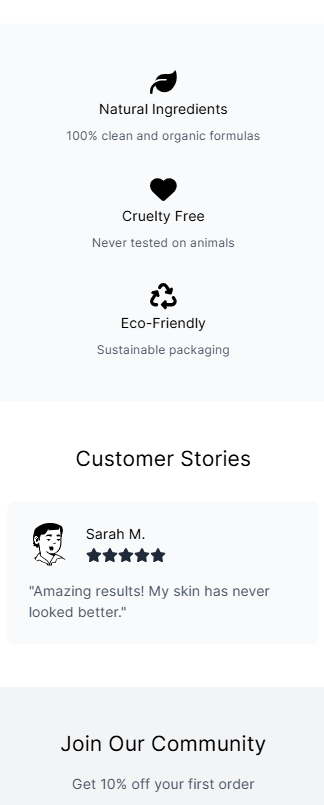 Natural Ingredients
100% clean and organic formulas
Cruelty Free
Never tested on animals
Eco-Friendly
Sustainable packaging
Customer Stories
Sarah M.
"Amazing results! My skin has never
looked better."
Join Our Community
Get 10% off your first order